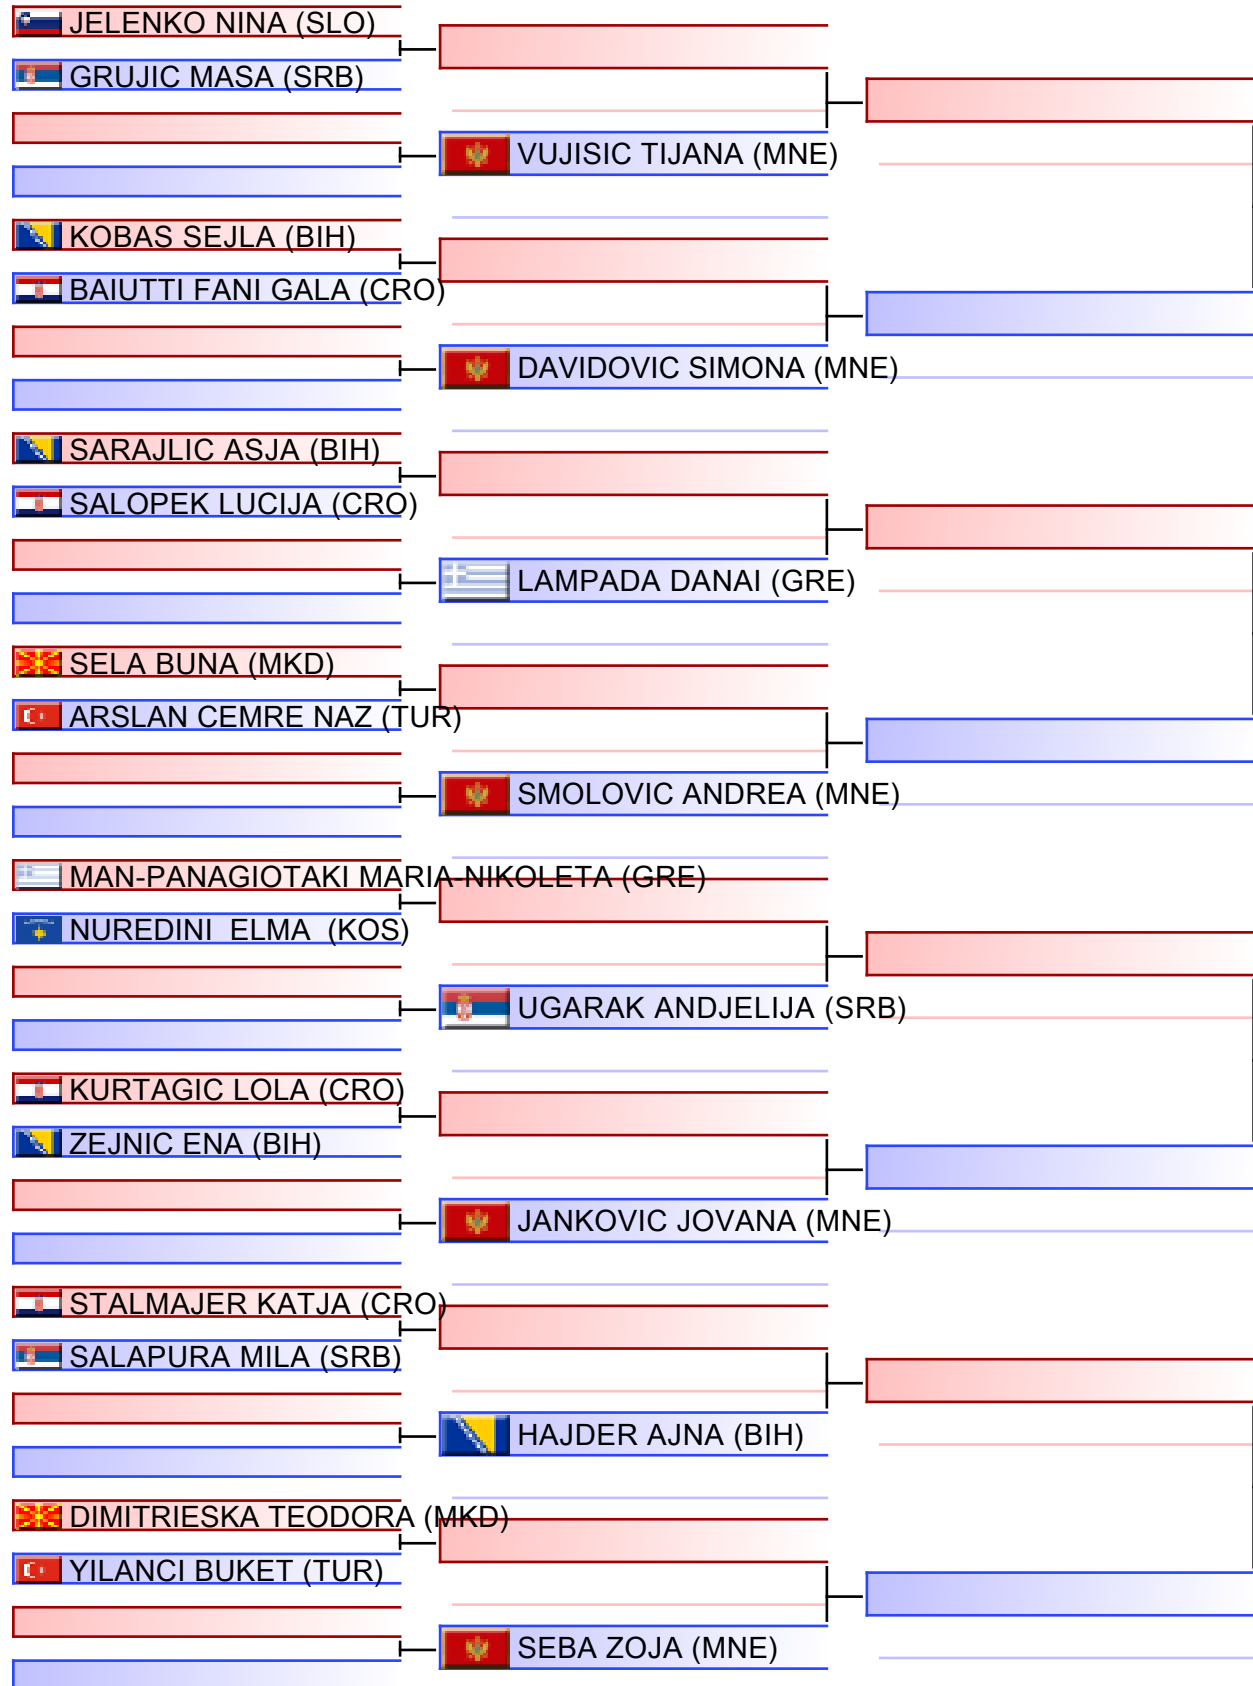 JELENKO NINA (SLO)
GRUJIC MASA (SRB)
VUJISIC TIJANA (MNE)
KOBAS SEJLA (BIH)
BAIUTTI FANI GALA (CRO)
DAVIDOVIC SIMONA (MNE)
SARAJLIC ASJA (BIH)
SALOPEK LUCIJA (CRO)
LAMPADA DANAI (GRE)
SELA BUNA (MKD)
ARSLAN CEMRE NAZ (TUR)
SMOLOVIC ANDREA (MNE)
MAN-PANAGIOTAKI MARIA-NIKOLETA (GRE)
NUREDINI  ELMA  (KOS)
UGARAK ANDJELIJA (SRB)
KURTAGIC LOLA (CRO)
ZEJNIC ENA (BIH)
JANKOVIC JOVANA (MNE)
STALMAJER KATJA (CRO)
SALAPURA MILA (SRB)
HAJDER AJNA (BIH)
DIMITRIESKA TEODORA (MKD)
YILANCI BUKET (TUR)
SEBA ZOJA (MNE)